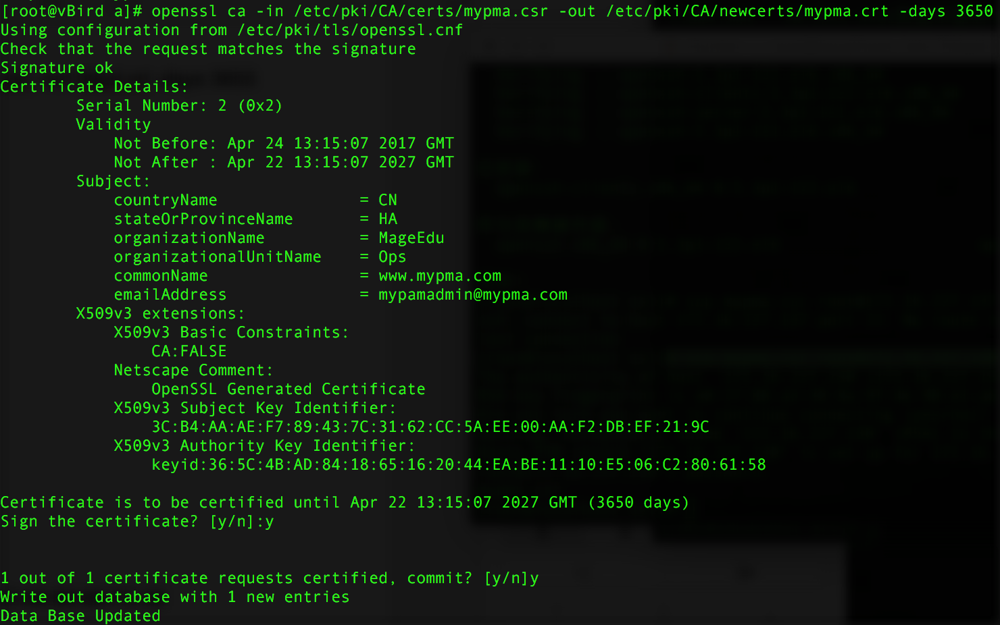 [root@vBird a]# openssl ca -in /etc/pki/CA/certs/mypma.csr -out /etc/pki/CA/newcerts/mypma.crt -days 3650
Using configuration from /etc/pki/tls/openssl.cnf
Check that the request matches the signature
Signature ok
Certificate Details:
        Serial Number: 2 (0x2)
        Validity
            Not Before: Apr 24 13:15:07 2017 GMT
            Not After : Apr 22 13:15:07 2027 GMT
        Subject:
            countryName               = CN
            stateOrProvinceName       = HA
            organizationName          = MageEdu
            organizationalUnitName    = Ops
            commonName                = www.mypma.com
            emailAddress              = mypamadmin@mypma.com
        X509v3 extensions:
            X509v3 Basic Constraints:
                CA:FALSE
            Netscape Comment:
                OpenSSL Generated Certificate
            X509v3 Subject Key Identifier:
                3C:B4:AA:AE:F7:89:43:7C:31:62:CC:5A:EE:00:AA:F2:DB:EF:21:9C
            X509v3 Authority Key Identifier:
                keyid:36:5C:4B:AD:84:18:65:16:20:44:EA:BE:11:10:E5:06:C2:80:61:58

Certificate is to be certified until Apr 22 13:15:07 2027 GMT (3650 days)
Sign the certificate? [y/n]:y


1 out of 1 certificate requests certified, commit? [y/n]y
Write out database with 1 new entries
Data Base Updated